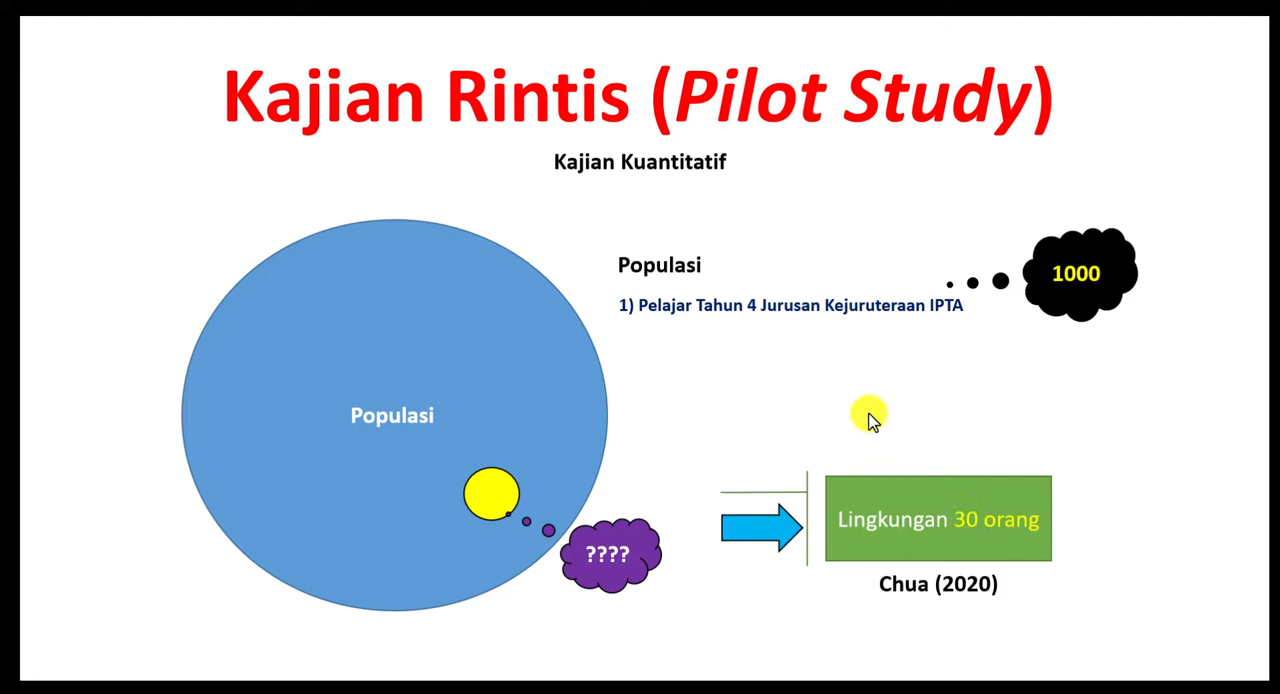 Kajian Rintis (Pilot Study)
Kajian Kuantitatif
Populasi
1000
1) Pelajar Tahun 4 Jurusan Kejuruteraan IPTA
Populasi
????
Lingkungan 30 orang
Chua (2020)